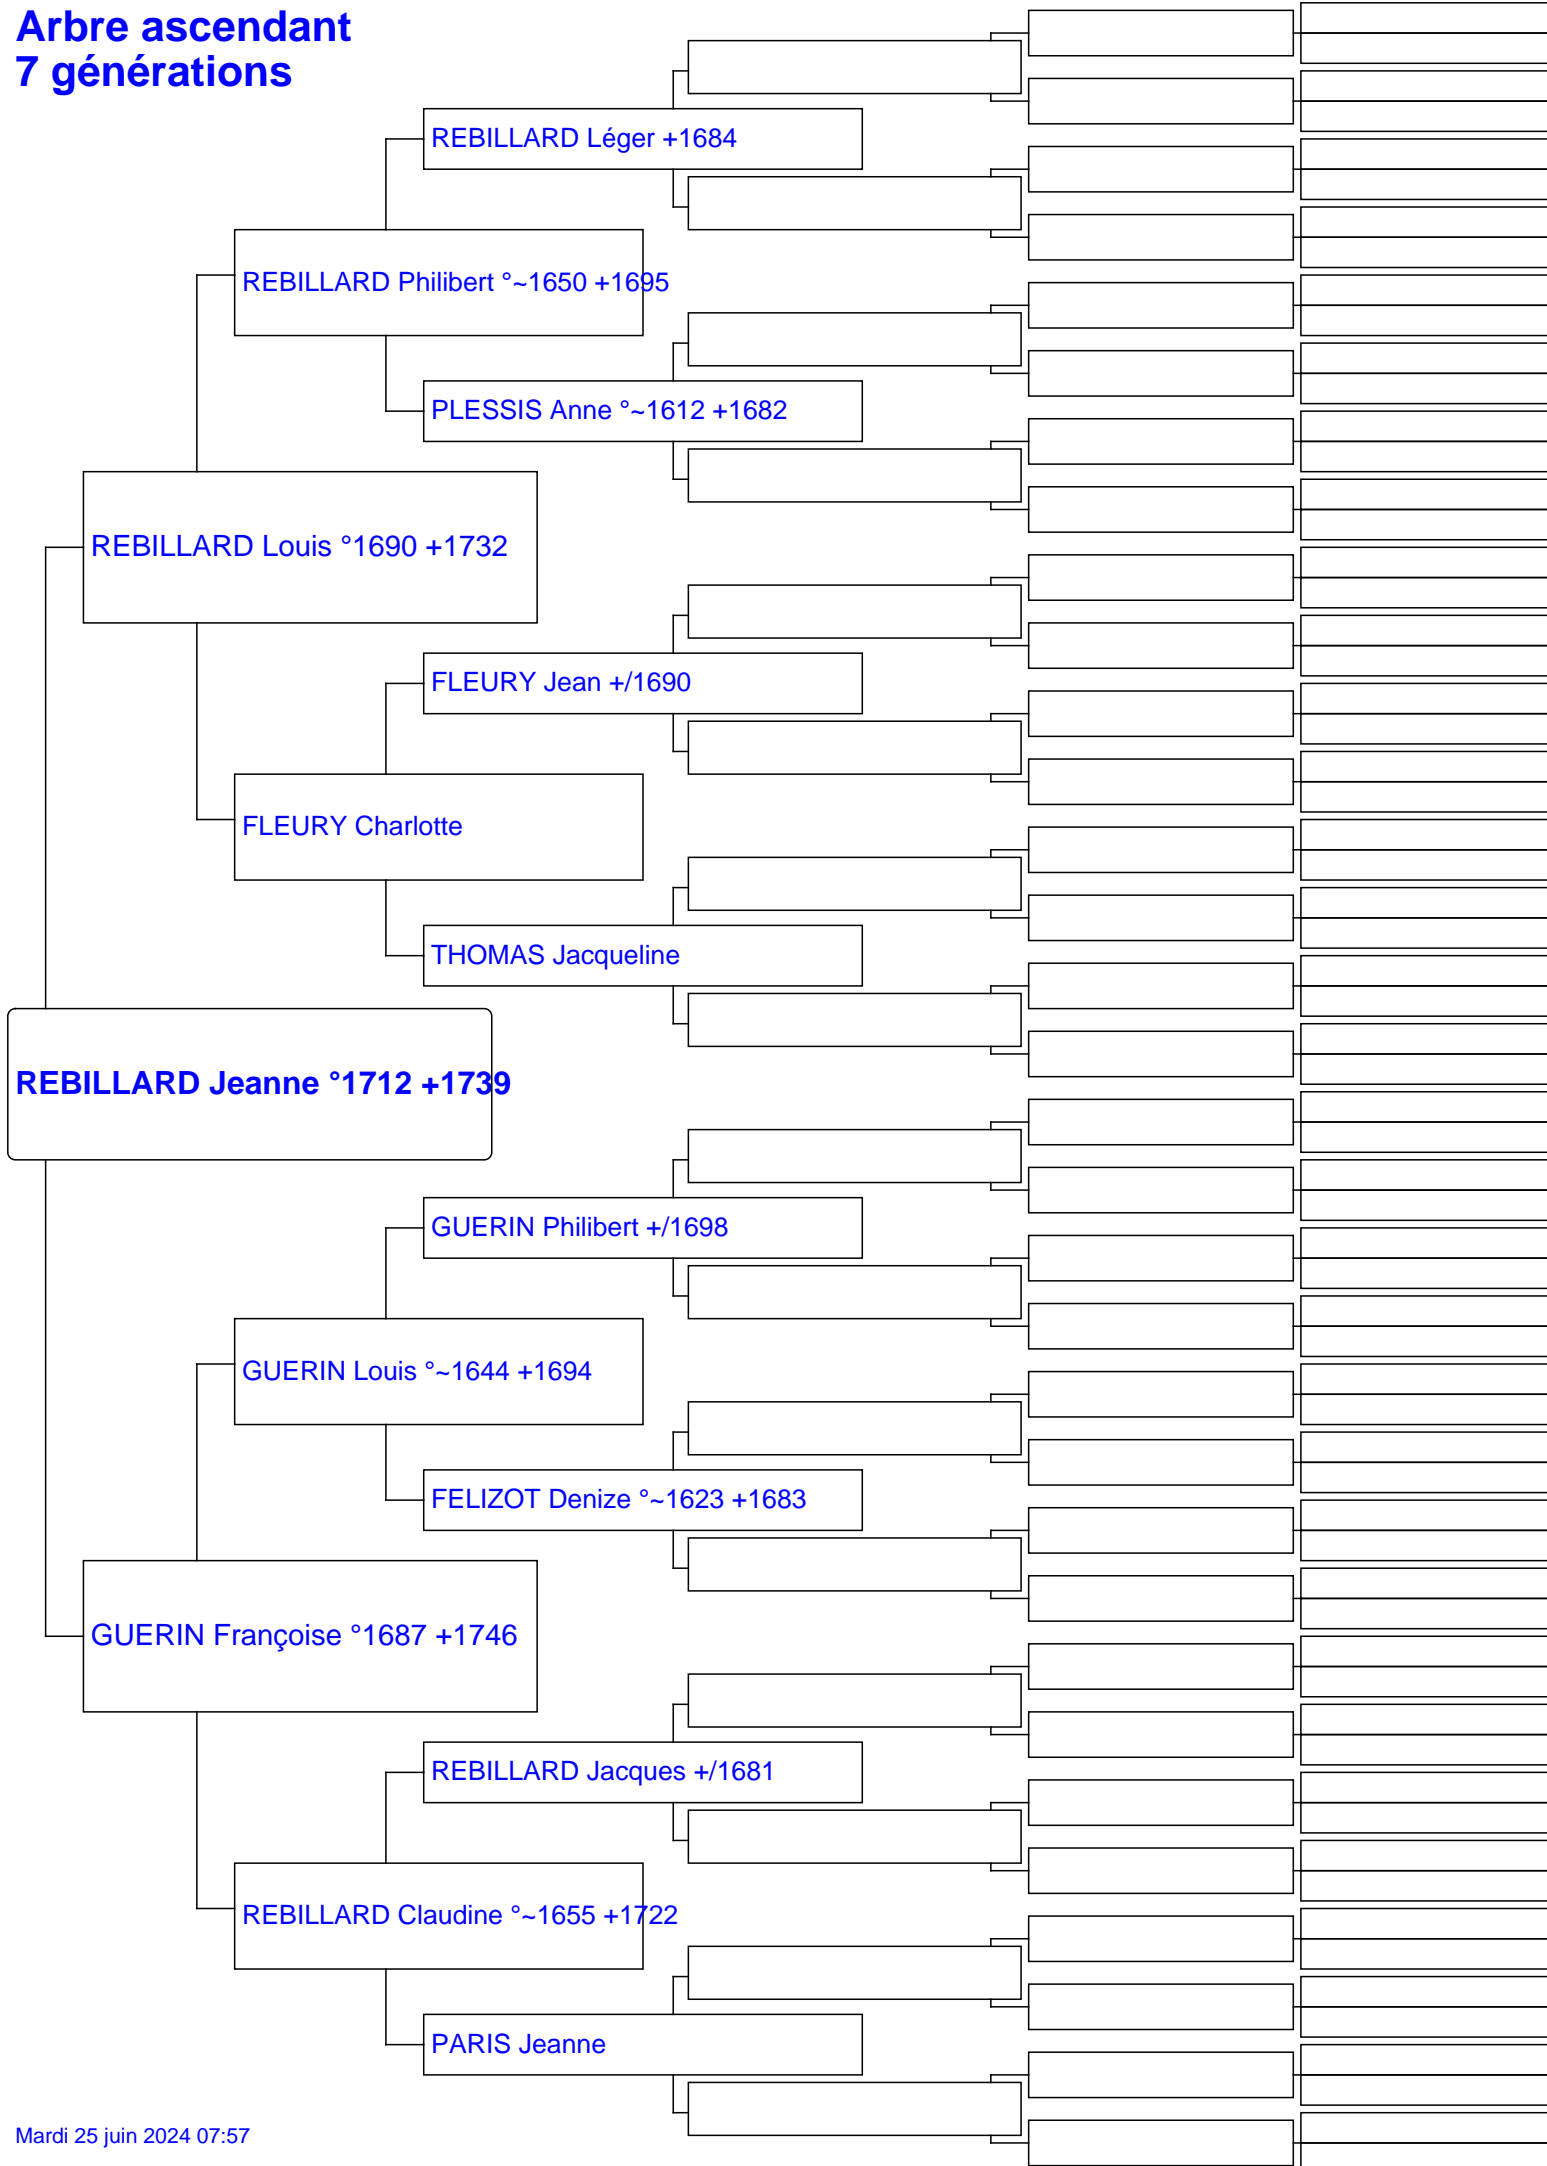 Arbre ascendant
7 générations
REBILLARD Léger +1684
REBILLARD Philibert °~1650 +1695
PLESSIS Anne °~1612 +1682
REBILLARD Louis °1690 +1732
FLEURY Jean +/1690
FLEURY Charlotte
THOMAS Jacqueline
REBILLARD Jeanne °1712 +1739
GUERIN Philibert +/1698
GUERIN Louis °~1644 +1694
FELIZOT Denize °~1623 +1683
GUERIN Françoise °1687 +1746
REBILLARD Jacques +/1681
REBILLARD Claudine °~1655 +1722
PARIS Jeanne
Mardi 25 juin 2024 07:57